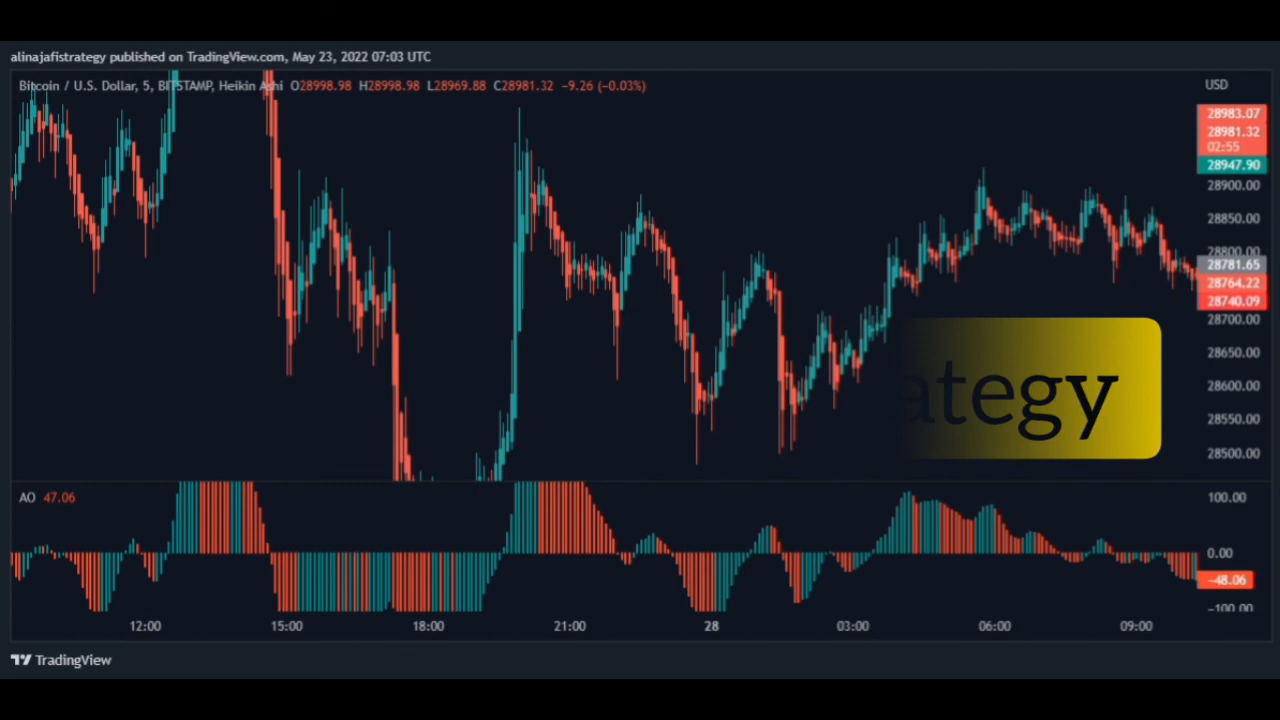 alinajafistrategy published on TradingView.com, May 23, 2022 07:03 UTC
Bitcoin / U.S. Dollar, 5, BITSTAMP, Heikin Ashi O28998.98 H28998.98 L28969.88 C28981.32 −9.26 (−0.03%)
USD
28983.07
28981.32
02:55
28947.90
28900.00
28850.00
28800.00
28781.65
28764.22
28740.09
28700.00
28650.00
28600.00
28550.00
28500.00
ategy
AO 47.06
100.00
0.00
−48.06
−100.00
12:00 15:00 18:00 21:00 28 03:00 06:00 09:00
TradingView